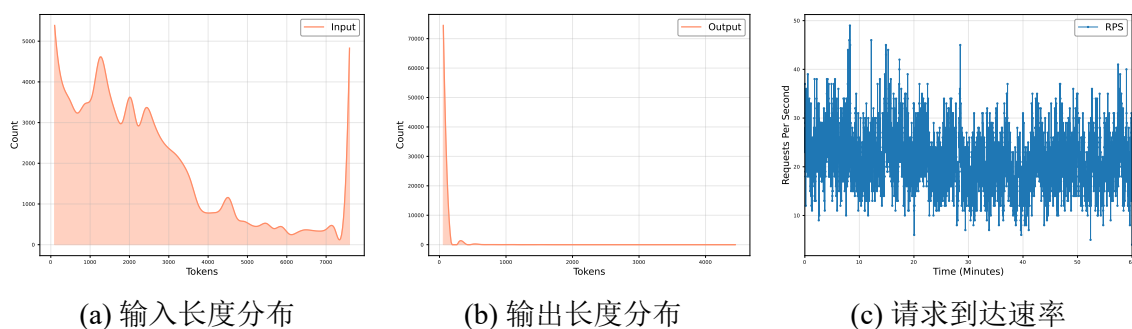 Input
5000
4000
3000
2000
1000
0
Count
0 1000 2000 3000 4000 5000 6000 7000
Tokens
(a) 输入长度分布
Output
70000
60000
50000
40000
30000
20000
10000
0
Count
0 1000 2000 3000 4000
Tokens
(b) 输出长度分布
RPS
50
40
30
20
10
Requests Per Second
0 10 20 30 40 50 60
Time (Minutes)
(c) 请求到达速率